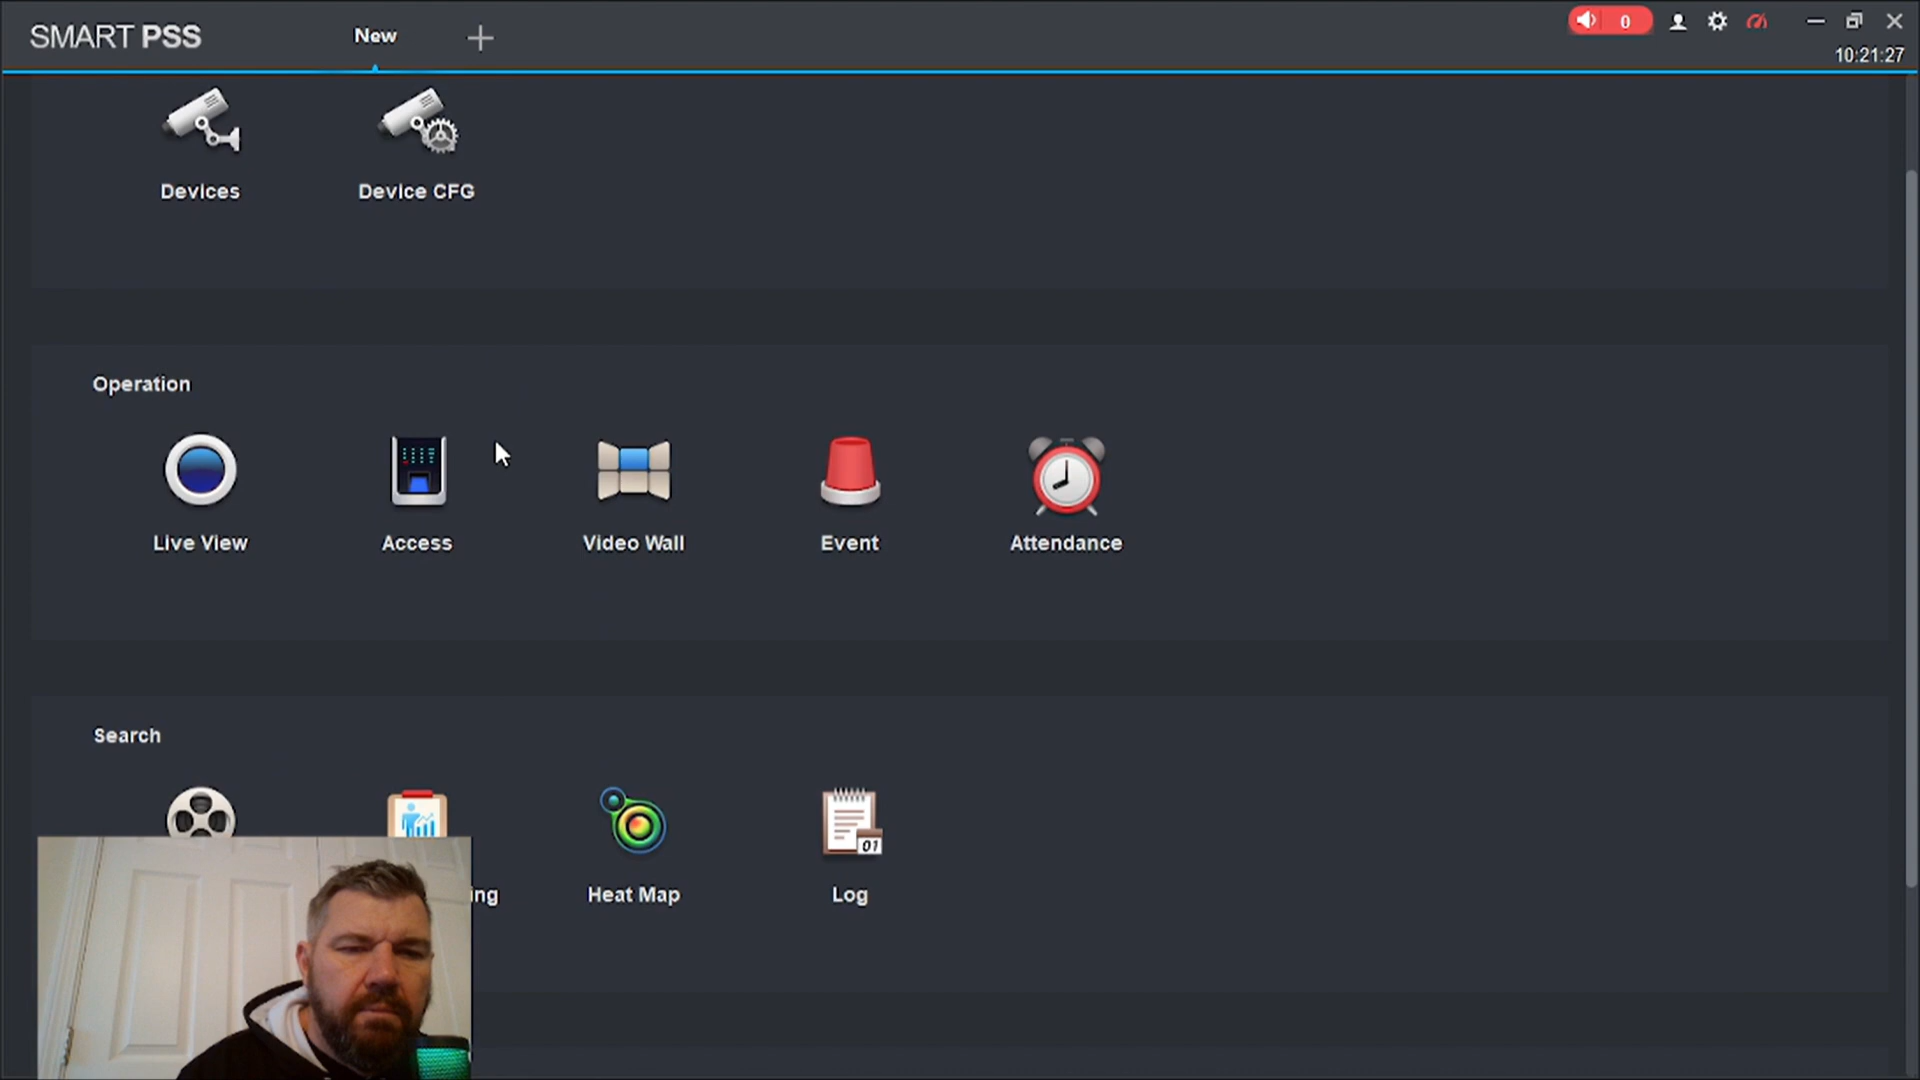 SMART PSS
New
0
10:21:27
Devices
Device CFG
Operation
Live View
Access
Video Wall
Event
Attendance
Search
01
ing
Heat Map
Log